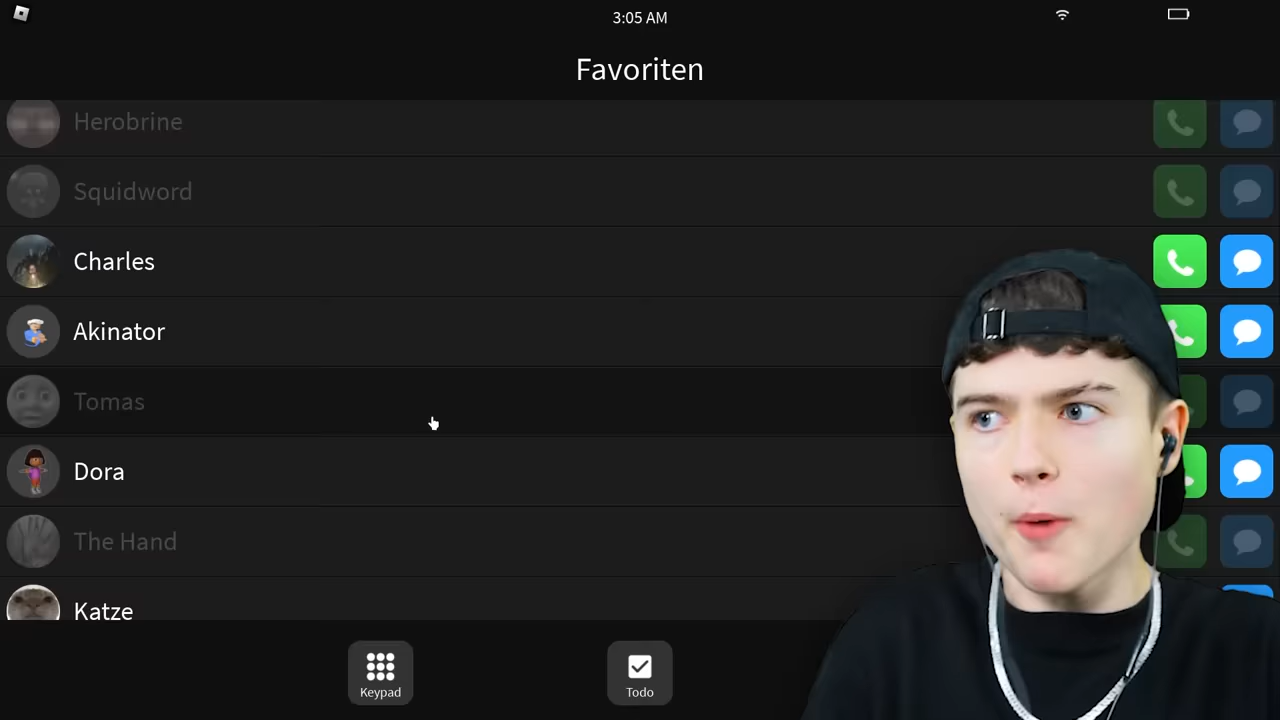 3:05 AM
Favoriten
Herobrine
Squidword
Charles
Akinator
Tomas
Dora
The Hand
Katze
Keypad
Todo